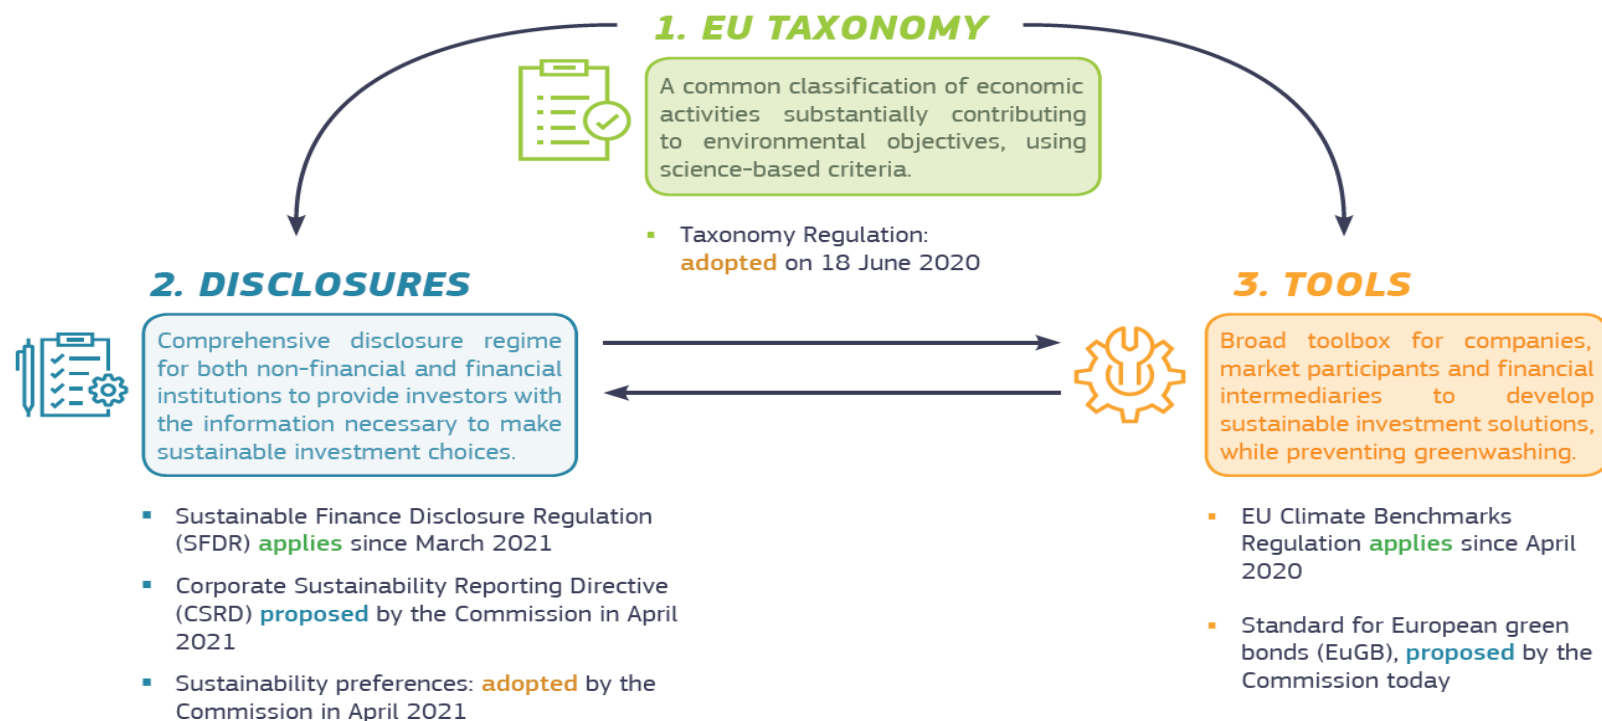 1. EU TAXONOMY
A common classification of economic
activities substantially contributing
to environmental objectives, using
science-based criteria.
▪ Taxonomy Regulation:
adopted on 18 June 2020
2. DISCLOSURES
Comprehensive disclosure regime
for both non-financial and financial
institutions to provide investors with
the information necessary to make
sustainable investment choices.
▪ Sustainable Finance Disclosure Regulation
(SFDR) applies since March 2021
▪ Corporate Sustainability Reporting Directive
(CSRD) proposed by the Commission in April
2021
▪ Sustainability preferences: adopted by the
Commission in April 2021
3. TOOLS
Broad toolbox for companies,
market participants and financial
intermediaries to develop
sustainable investment solutions,
while preventing greenwashing.
▪ EU Climate Benchmarks
Regulation applies since April
2020
▪ Standard for European green
bonds (EuGB), proposed by the
Commission today